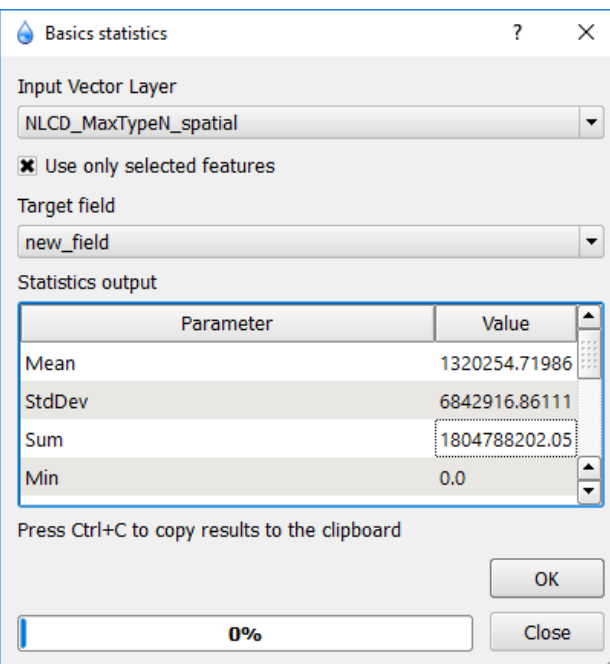 Basics statistics ? ×
Input Vector Layer
NLCD_MaxTypeN_spatial
Use only selected features
Target field
new_field
Statistics output
Parameter Value
Mean 1320254.71986
StdDev 6842916.86111
Sum 1804788202.05
Min 0.0
Press Ctrl+C to copy results to the clipboard
OK
0% Close